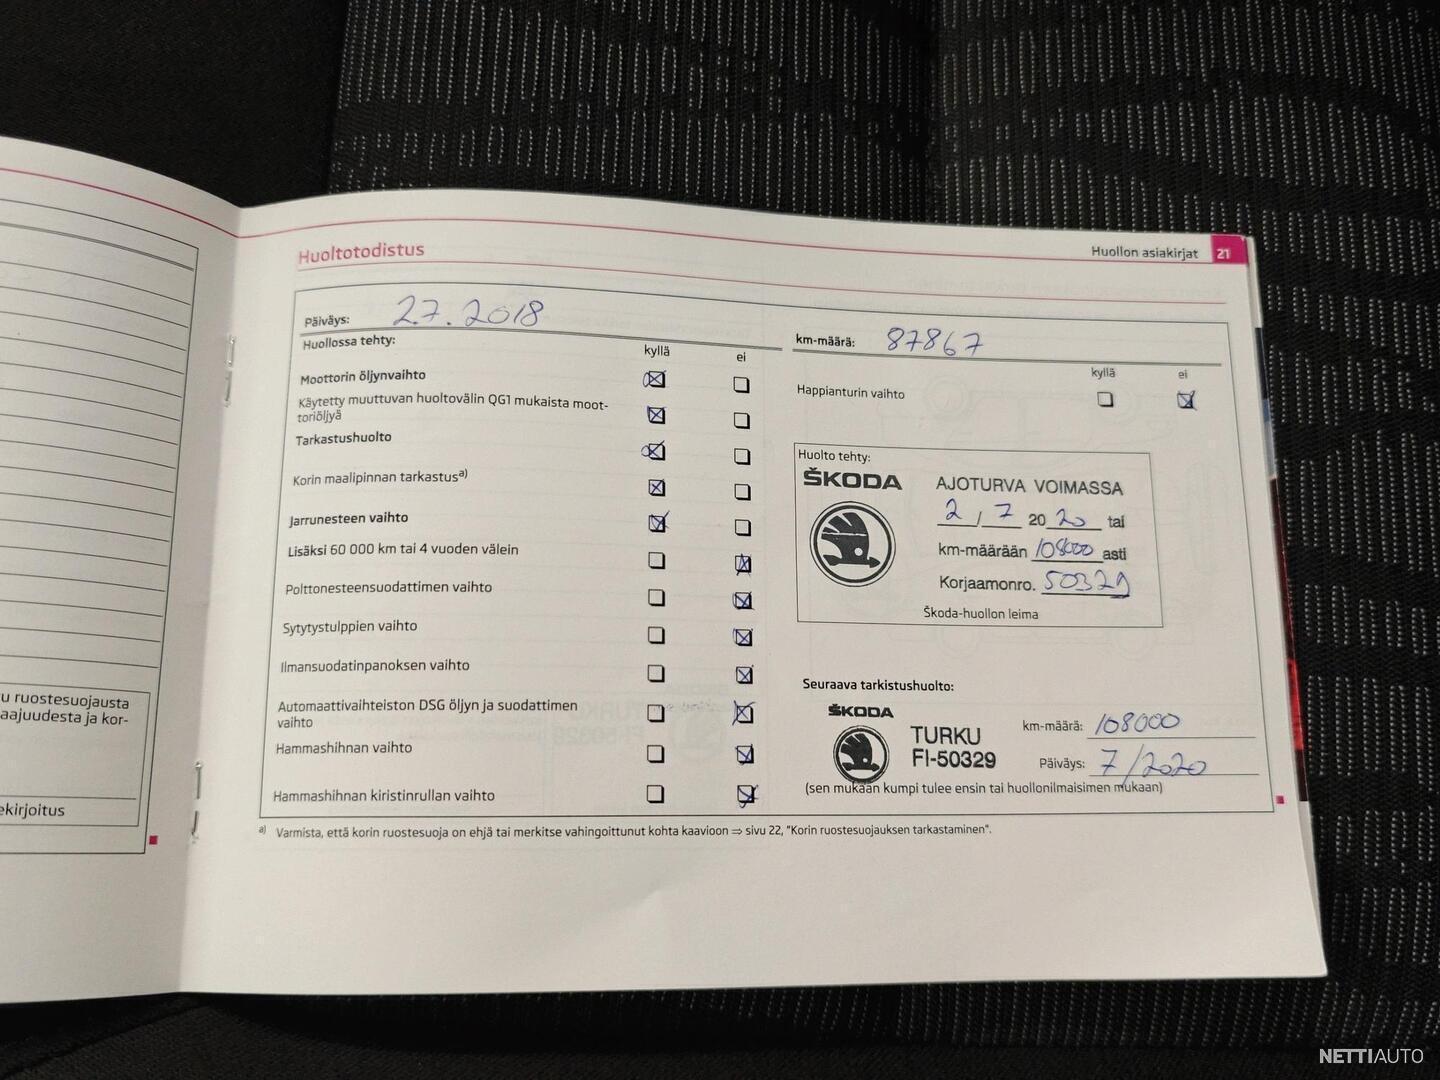 Huoltotodistus
Huollon asiakirjat 21
Päiväys: 2.7.2018
km-määrä: 87867
Huollossa tehty:
kyllä ei
Moottorin öljynvaihto
Käytetty muuttuvan huoltovälin QG1 mukaista moot-
toriöljyä
Tarkastushuolto
Korin maalipinnan tarkastus a)
Jarrunesteen vaihto
Lisäksi 60 000 km tai 4 vuoden välein
Polttonesteensuodattimen vaihto
Sytytystulppien vaihto
Ilmansuodatinpanoksen vaihto
Automaattivaihteiston DSG öljyn ja suodattimen
vaihto
Hammashihnan vaihto
Hammashihnan kiristinrullan vaihto
kyllä ei
Happianturin vaihto
Huolto tehty:
ŠKODA
AJOTURVA VOIMASSA
2 / 7 20 20 tai
km-määrään 108000 asti
Korjaamonro. 50329
Škoda-huollon leima
Seuraava tarkistushuolto:
ŠKODA
TURKU
FI-50329
km-määrä: 108000
Päiväys: 7/2020
(sen mukaan kumpi tulee ensin tai huollonilmaisimen mukaan)
a) Varmista, että korin ruostesuoja on ehjä tai merkitse vahingoittunut kohta kaavioon ⇒ sivu 22, "Korin ruostesuojauksen tarkastaminen".
u ruostesuojausta
aajuudesta ja kor-
ekirjoitus
NETTIAUTO